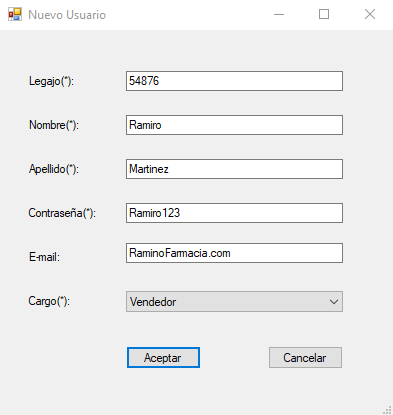 Nuevo Usuario
Legajo(*): 54876
Nombre(*): Ramiro
Apellido(*): Martinez
Contraseña(*): Ramiro123
E-mail: RaminoFarmacia.com
Cargo(*): Vendedor
Aceptar Cancelar